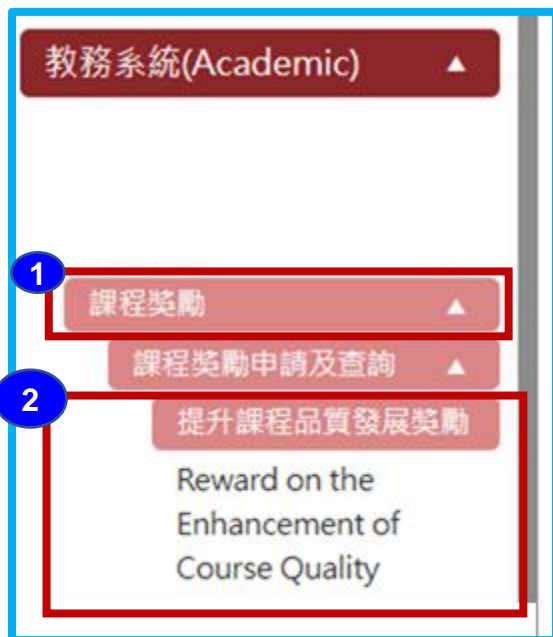 教務系統(Academic) ▲
1
課程獎勵 ▲
課程獎勵申請及查詢 ▲
2
提升課程品質發展獎勵
Reward on the
Enhancement of
Course Quality